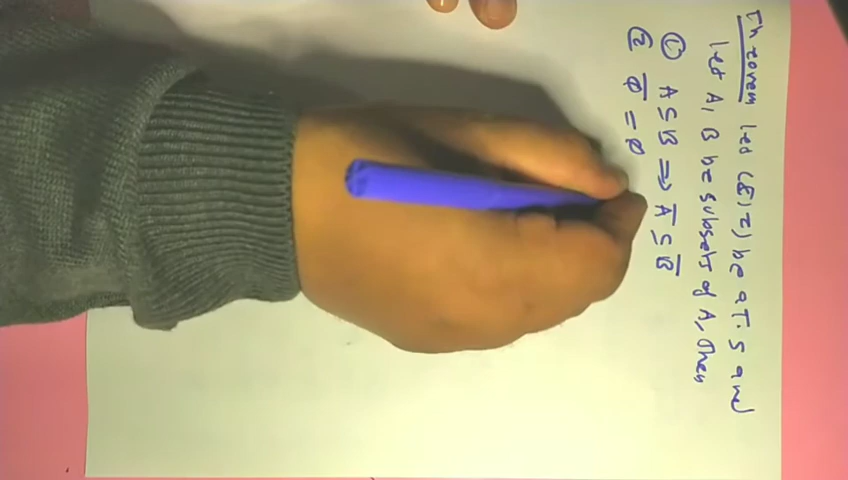 Theorem Let (X, τ) be a T.S and
Let A, B be subsets of A, then
① A ⊆ B ⟹ A̅ ⊆ B̅
② φ̅ = φ